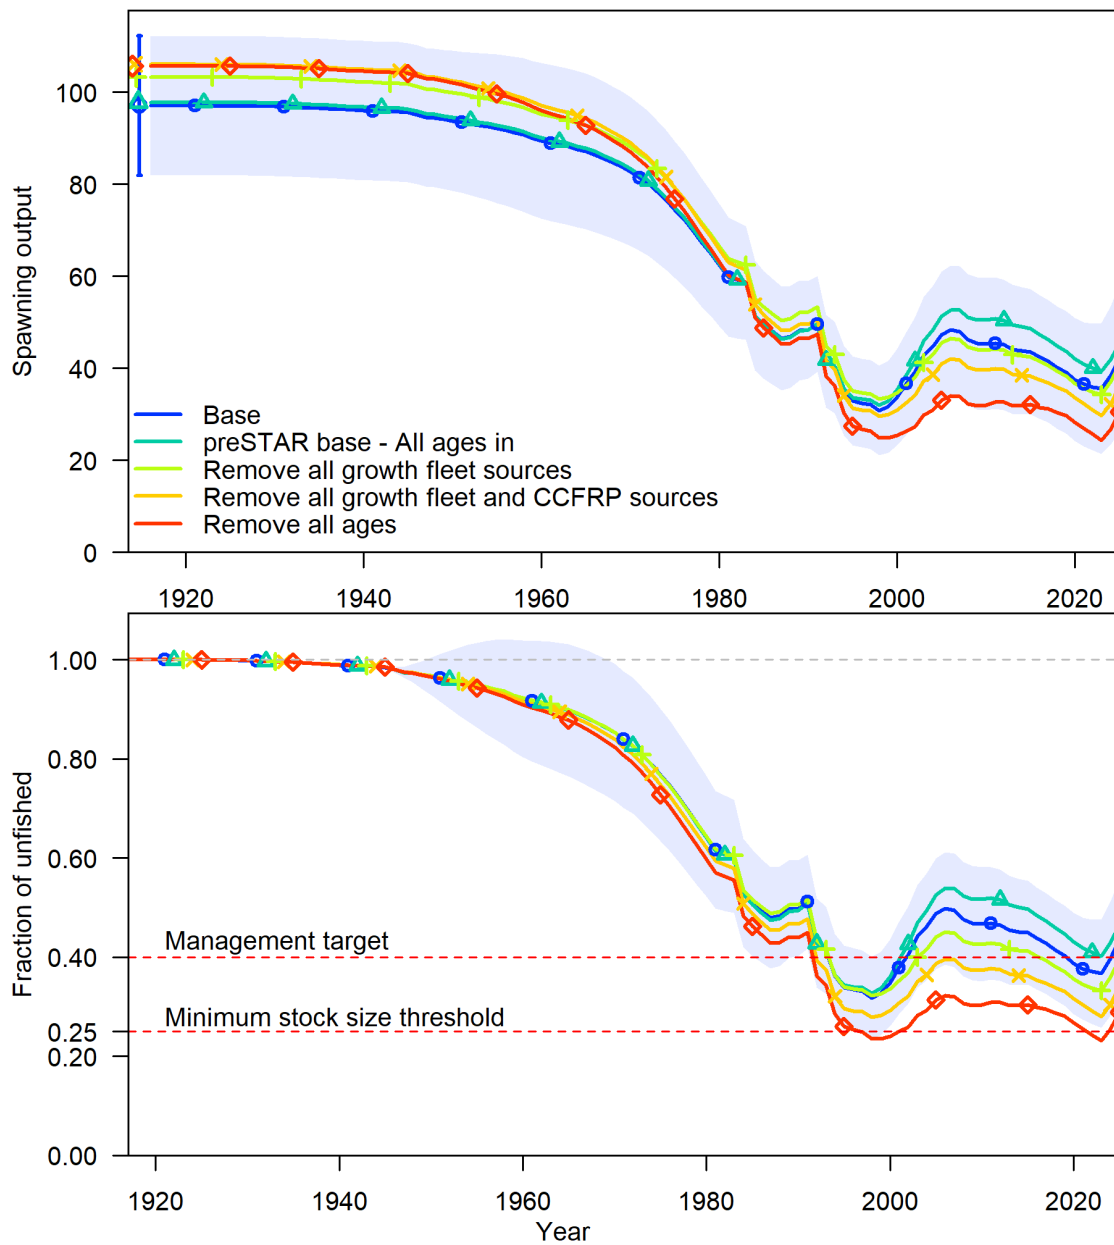 100
80
60
40
20
0
Spawning output
Base
preSTAR base - All ages in
Remove all growth fleet sources
Remove all growth fleet and CCFRP sources
Remove all ages
1920 1940 1960 1980 2000 2020
1.00
0.80
0.60
0.40
0.25
0.20
0.00
Fraction of unfished
Management target
Minimum stock size threshold
1920 1940 1960 1980 2000 2020
Year